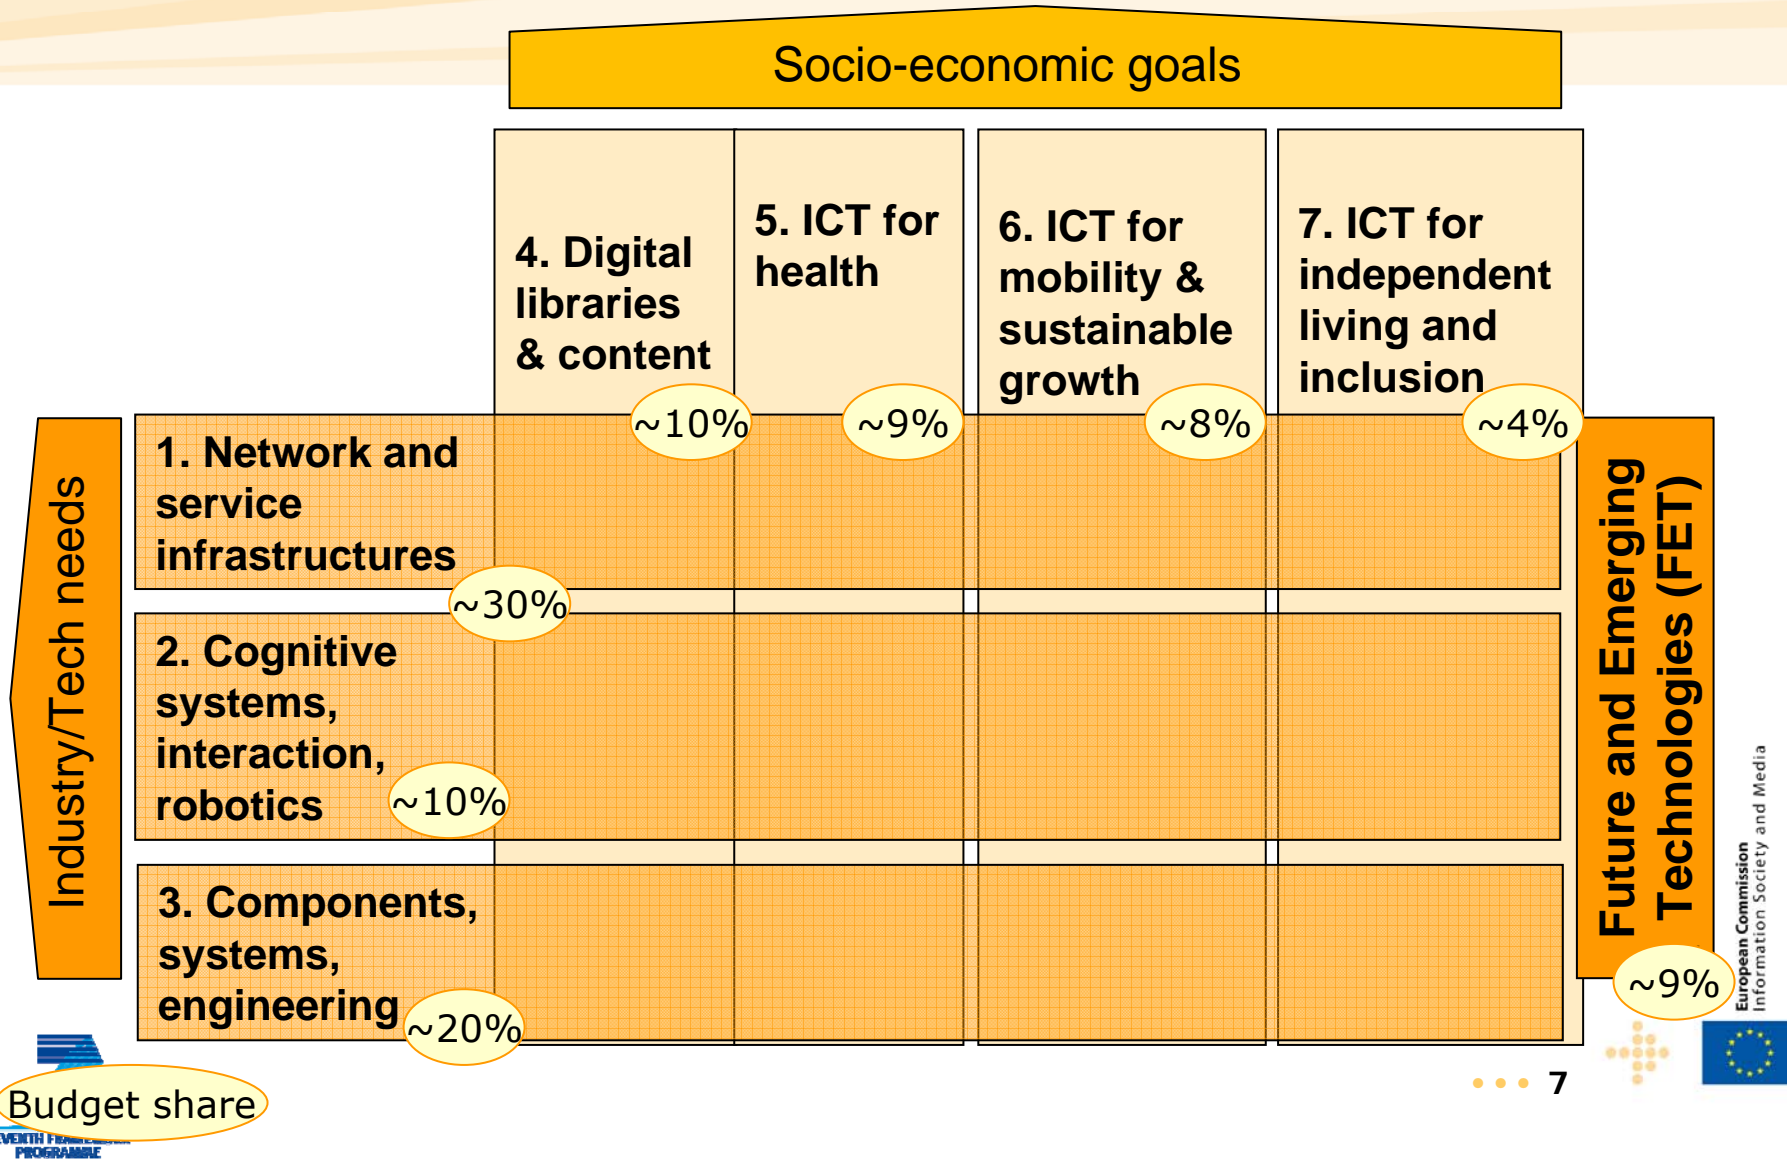 Socio-economic goals
4. Digital
libraries
& content
5. ICT for
health
6. ICT for
mobility &
sustainable
growth
7. ICT for
independent
living and
inclusion
~10%
~9%
~8%
~4%
Industry/Tech needs
1. Network and
service
infrastructures
~30%
2. Cognitive
systems,
interaction,
robotics
~10%
3. Components,
systems,
engineering
~20%
Future and Emerging
Technologies (FET)
~9%
European Commission
Information Society and Media
7
Budget share
PROGRAMME